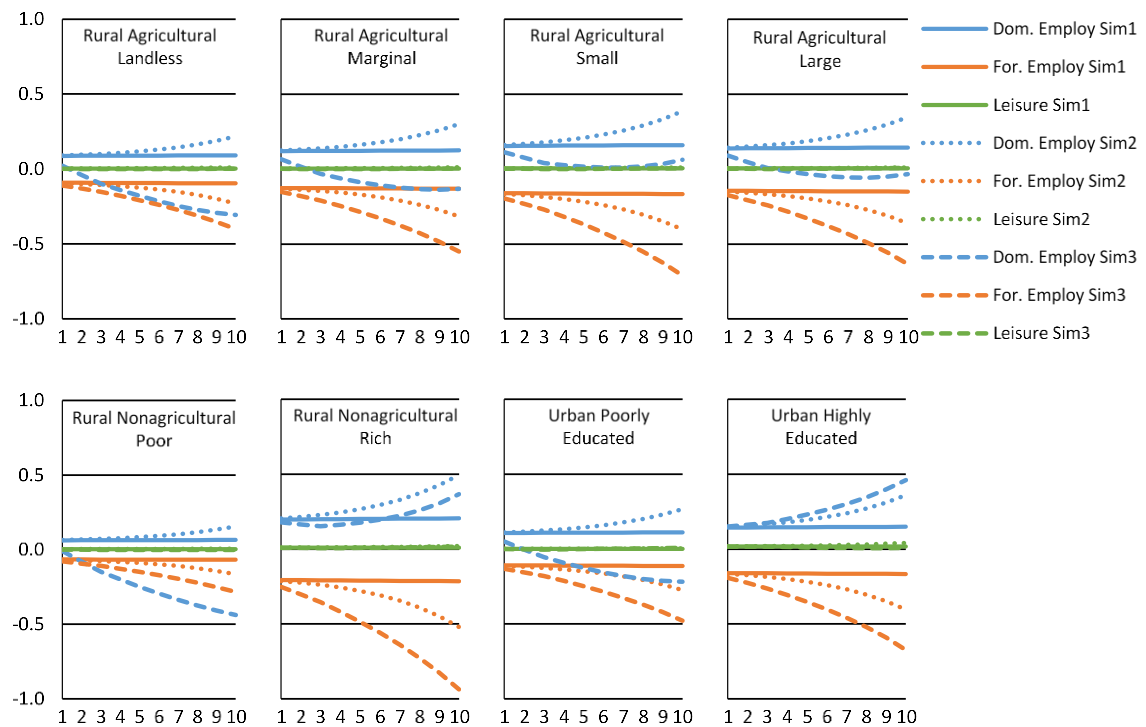 1.0
0.5
0.0
-0.5
-1.0
Rural Agricultural
Landless
Rural Agricultural
Marginal
Rural Agricultural
Small
Rural Agricultural
Large
1 2 3 4 5 6 7 8 9 10
1 2 3 4 5 6 7 8 9 10
1 2 3 4 5 6 7 8 9 10
1 2 3 4 5 6 7 8 9 10
Dom. Employ Sim1
For. Employ Sim1
Leisure Sim1
Dom. Employ Sim2
For. Employ Sim2
Leisure Sim2
Dom. Employ Sim3
For. Employ Sim3
Leisure Sim3
1.0
0.5
0.0
-0.5
-1.0
Rural Nonagricultural
Poor
Rural Nonagricultural
Rich
Urban Poorly
Educated
Urban Highly
Educated
1 2 3 4 5 6 7 8 9 10
1 2 3 4 5 6 7 8 9 10
1 2 3 4 5 6 7 8 9 10
1 2 3 4 5 6 7 8 9 10